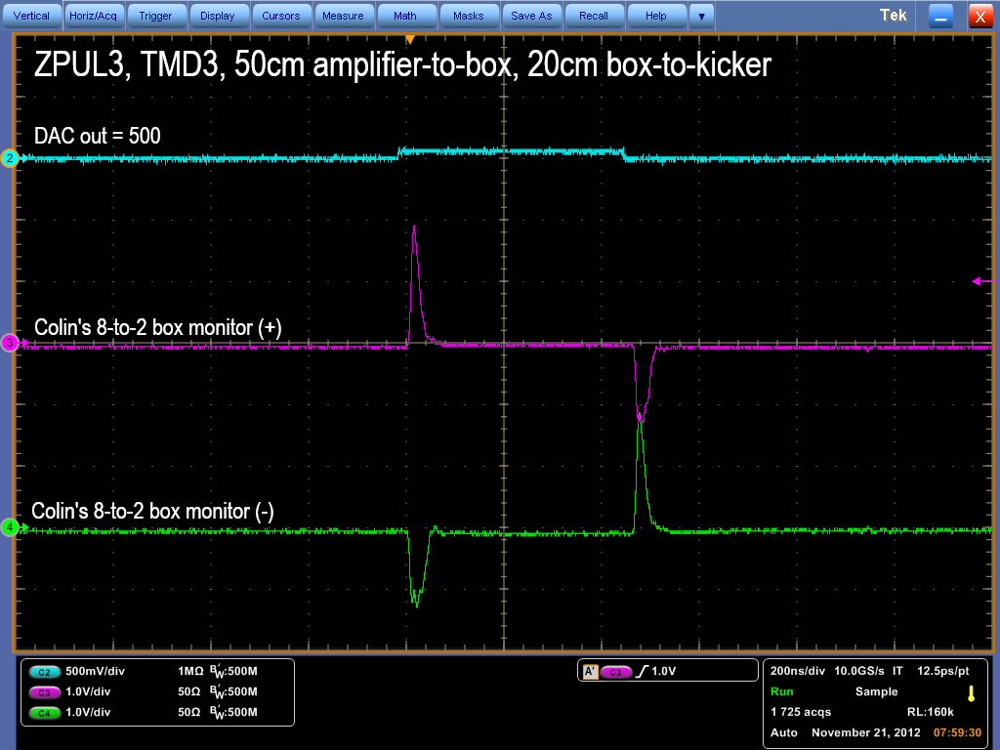 Vertical Horiz/Acq Trigger Display Cursors Measure Math Masks Save As Recall Help Tek X
ZPUL3, TMD3, 50cm amplifier-to-box, 20cm box-to-kicker
DAC out = 500
2
Colin's 8-to-2 box monitor (+)
3
Colin's 8-to-2 box monitor (-)
4
C2 500mV/div 1MΩ BW:500M
C3 1.0V/div 50Ω BW:500M
C4 1.0V/div 50Ω BW:500M
A' C3 1.0V
200ns/div 10.0GS/s IT 12.5ps/pt
Run Sample
1 725 acqs RL:160k
Auto November 21, 2012 07:59:30